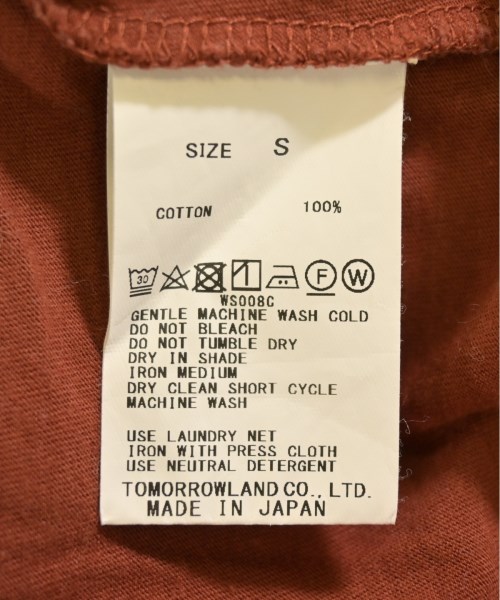 SIZE S
COTTON 100%
30 F W
WS008C
GENTLE MACHINE WASH COLD
DO NOT BLEACH
DO NOT TUMBLE DRY
DRY IN SHADE
IRON MEDIUM
DRY CLEAN SHORT CYCLE
MACHINE WASH
USE LAUNDRY NET
IRON WITH PRESS CLOTH
USE NEUTRAL DETERGENT
TOMORROWLAND CO., LTD.
MADE IN JAPAN